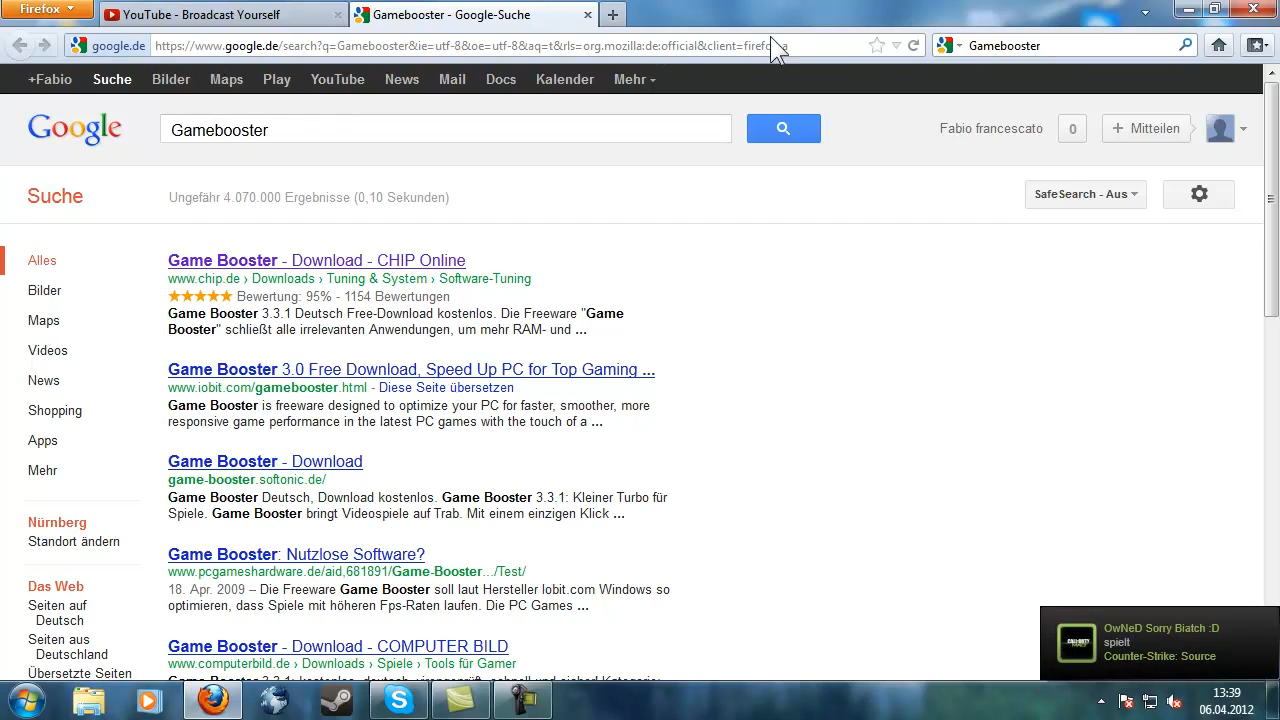 Firefox
YouTube - Broadcast Yourself
Gamebooster - Google-Suche
google.de
https://www.google.de/search?q=Gamebooster&ie=utf-8&oe=utf-8&aq=t&rls=org.mozilla:de:official&client=firefox-a
Gamebooster
+Fabio Suche Bilder Maps Play YouTube News Mail Docs Kalender Mehr
Google
Gamebooster
Fabio francescato
0
+ Mitteilen
Suche
Ungefähr 4.070.000 Ergebnisse (0,10 Sekunden)
SafeSearch - Aus
Alles
Bilder
Maps
Videos
News
Shopping
Apps
Mehr
Nürnberg
Standort ändern
Das Web
Seiten auf
Deutsch
Seiten aus
Deutschland
Übersetzte Seiten
Game Booster - Download - CHIP Online
www.chip.de › Downloads › Tuning & System › Software-Tuning
Bewertung: 95% - 1154 Bewertungen
Game Booster 3.3.1 Deutsch Free-Download kostenlos. Die Freeware "Game
Booster" schließt alle irrelevanten Anwendungen, um mehr RAM- und ...
Game Booster 3.0 Free Download, Speed Up PC for Top Gaming ...
www.iobit.com/gamebooster.html - Diese Seite übersetzen
Game Booster is freeware designed to optimize your PC for faster, smoother, more
responsive game performance in the latest PC games with the touch of a ...
Game Booster - Download
game-booster.softonic.de/
Game Booster Deutsch, Download kostenlos. Game Booster 3.3.1: Kleiner Turbo für
Spiele. Game Booster bringt Videospiele auf Trab. Mit einem einzigen Klick ...
Game Booster: Nutzlose Software?
www.pcgameshardware.de/aid,681891/Game-Booster.../Test/
18. Apr. 2009 – Die Freeware Game Booster soll laut Hersteller Iobit.com Windows so
optimieren, dass Spiele mit höheren Fps-Raten laufen. Die PC Games ...
Game Booster - Download - COMPUTER BILD
www.computerbild.de › Downloads › Spiele › Tools für Gamer
OwNeD Sorry Biatch :D
spielt
Counter-Strike: Source
13:39
06.04.2012